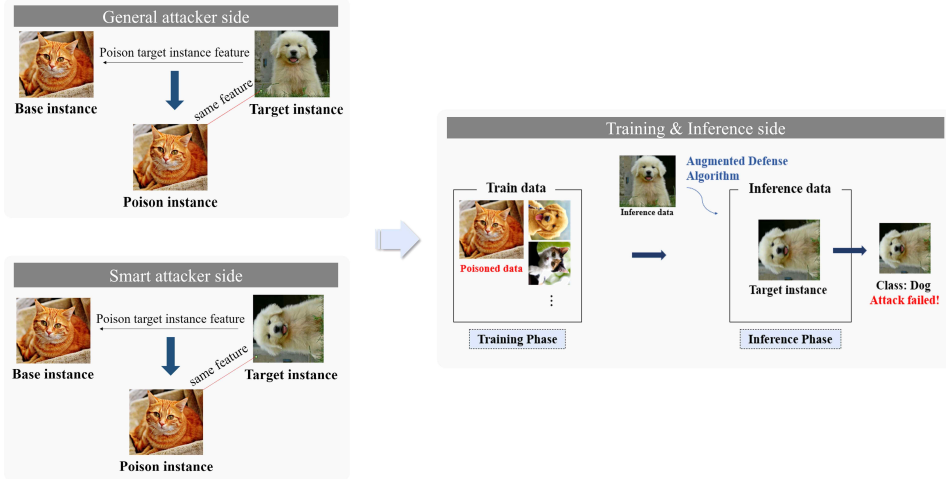 General attacker side
Poison target instance feature
same feature
Base instance
Target instance
Poison instance
Smart attacker side
Poison target instance feature
same feature
Base instance
Target instance
Poison instance
Training & Inference side
Train data
Poisoned data
⋮
Training Phase
Inference data
Augmented Defense
Algorithm
Inference data
Target instance
Inference Phase
Class: Dog
Attack failed!